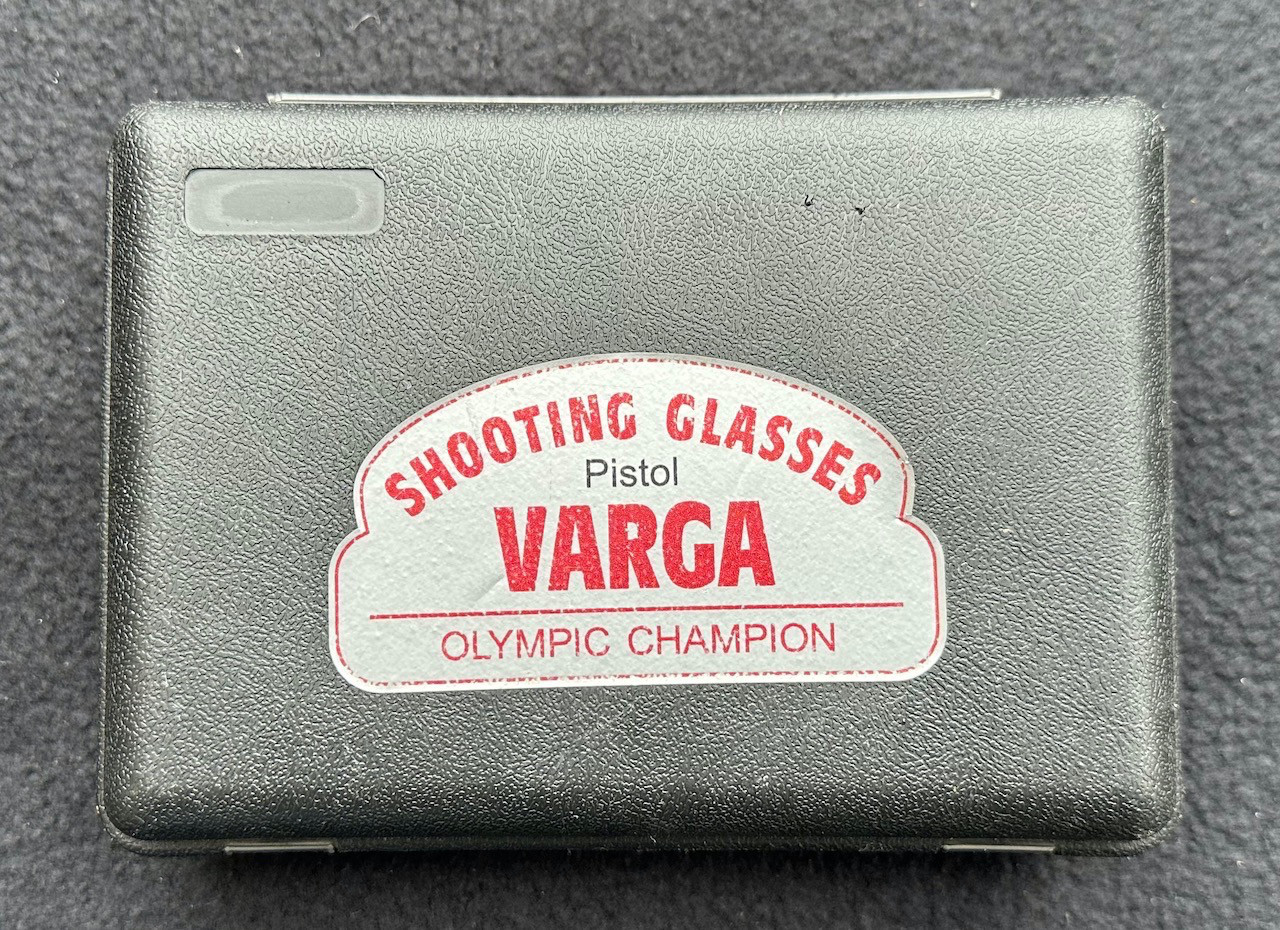 SHOOTING GLASSES
Pistol
VARGA
OLYMPIC CHAMPION